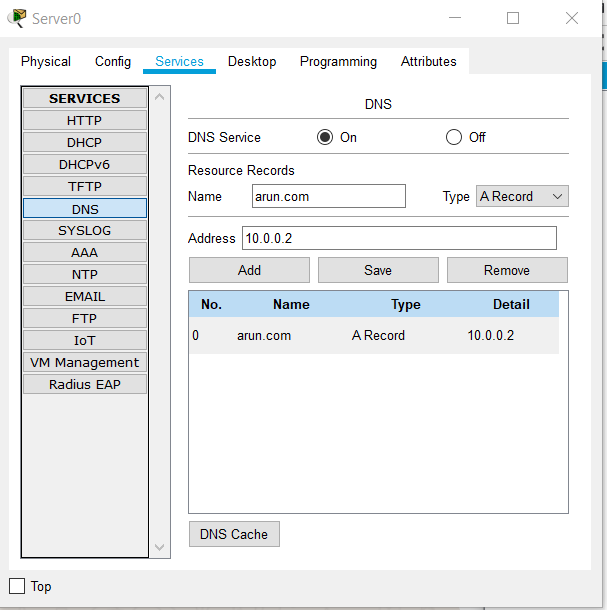 Server0
Physical Config Services Desktop Programming Attributes
SERVICES
HTTP
DHCP
DHCPv6
TFTP
DNS
SYSLOG
AAA
NTP
EMAIL
FTP
IoT
VM Management
Radius EAP
DNS
DNS Service On Off
Resource Records
Name arun.com Type A Record
Address 10.0.0.2
Add Save Remove
No. Name Type Detail
0 arun.com A Record 10.0.0.2
DNS Cache
Top